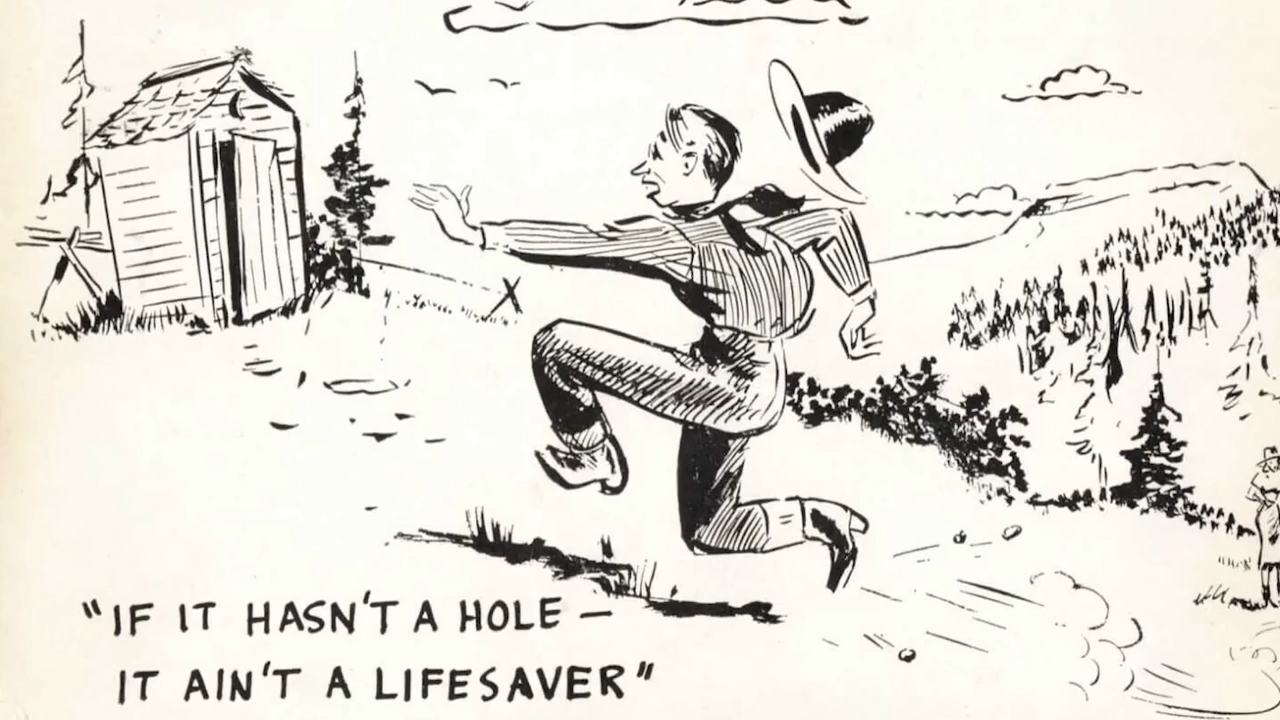 "IF IT HASN'T A HOLE –
IT AIN'T A LIFESAVER"